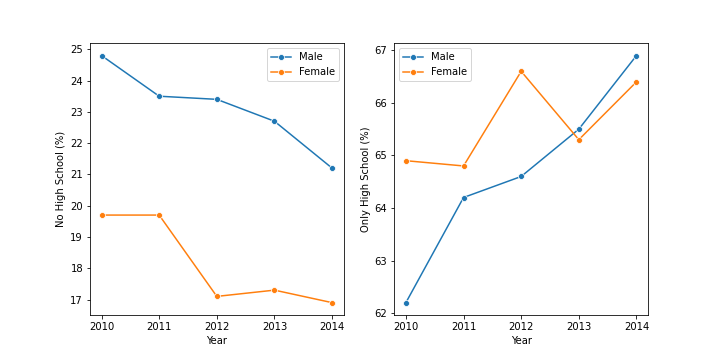 25
24
23
22
21
20
19
18
17
No High School (%)
2010 2011 2012 2013 2014
Year
Male
Female
67
66
65
64
63
62
Only High School (%)
2010 2011 2012 2013 2014
Year
Male
Female